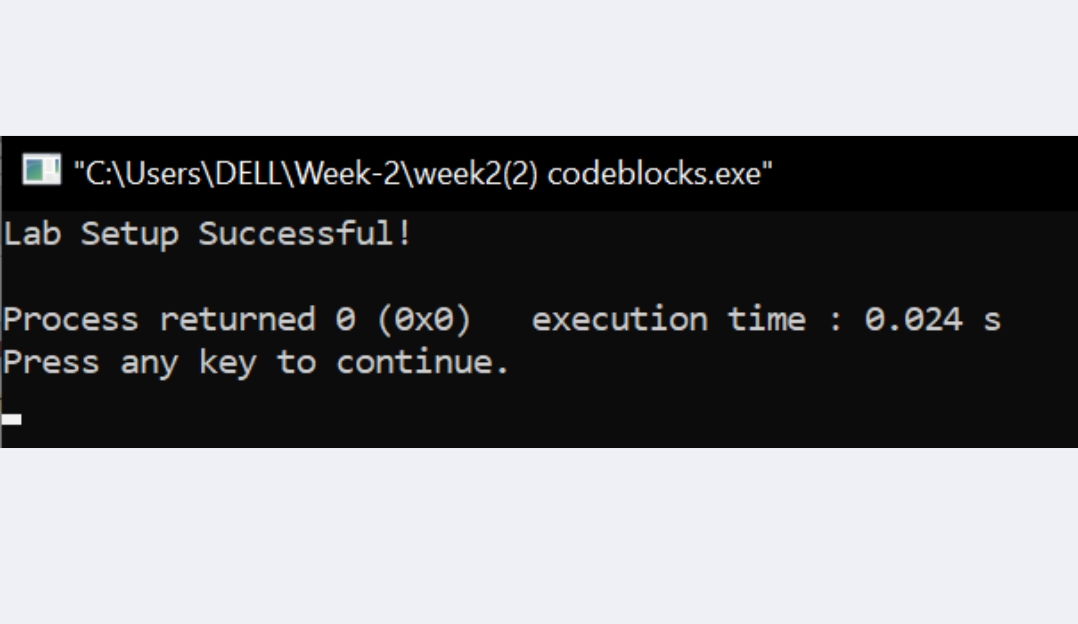 "C:\Users\DELL\Week-2\week2(2) codeblocks.exe"
Lab Setup Successful!
Process returned 0 (0x0)   execution time : 0.024 s
Press any key to continue.